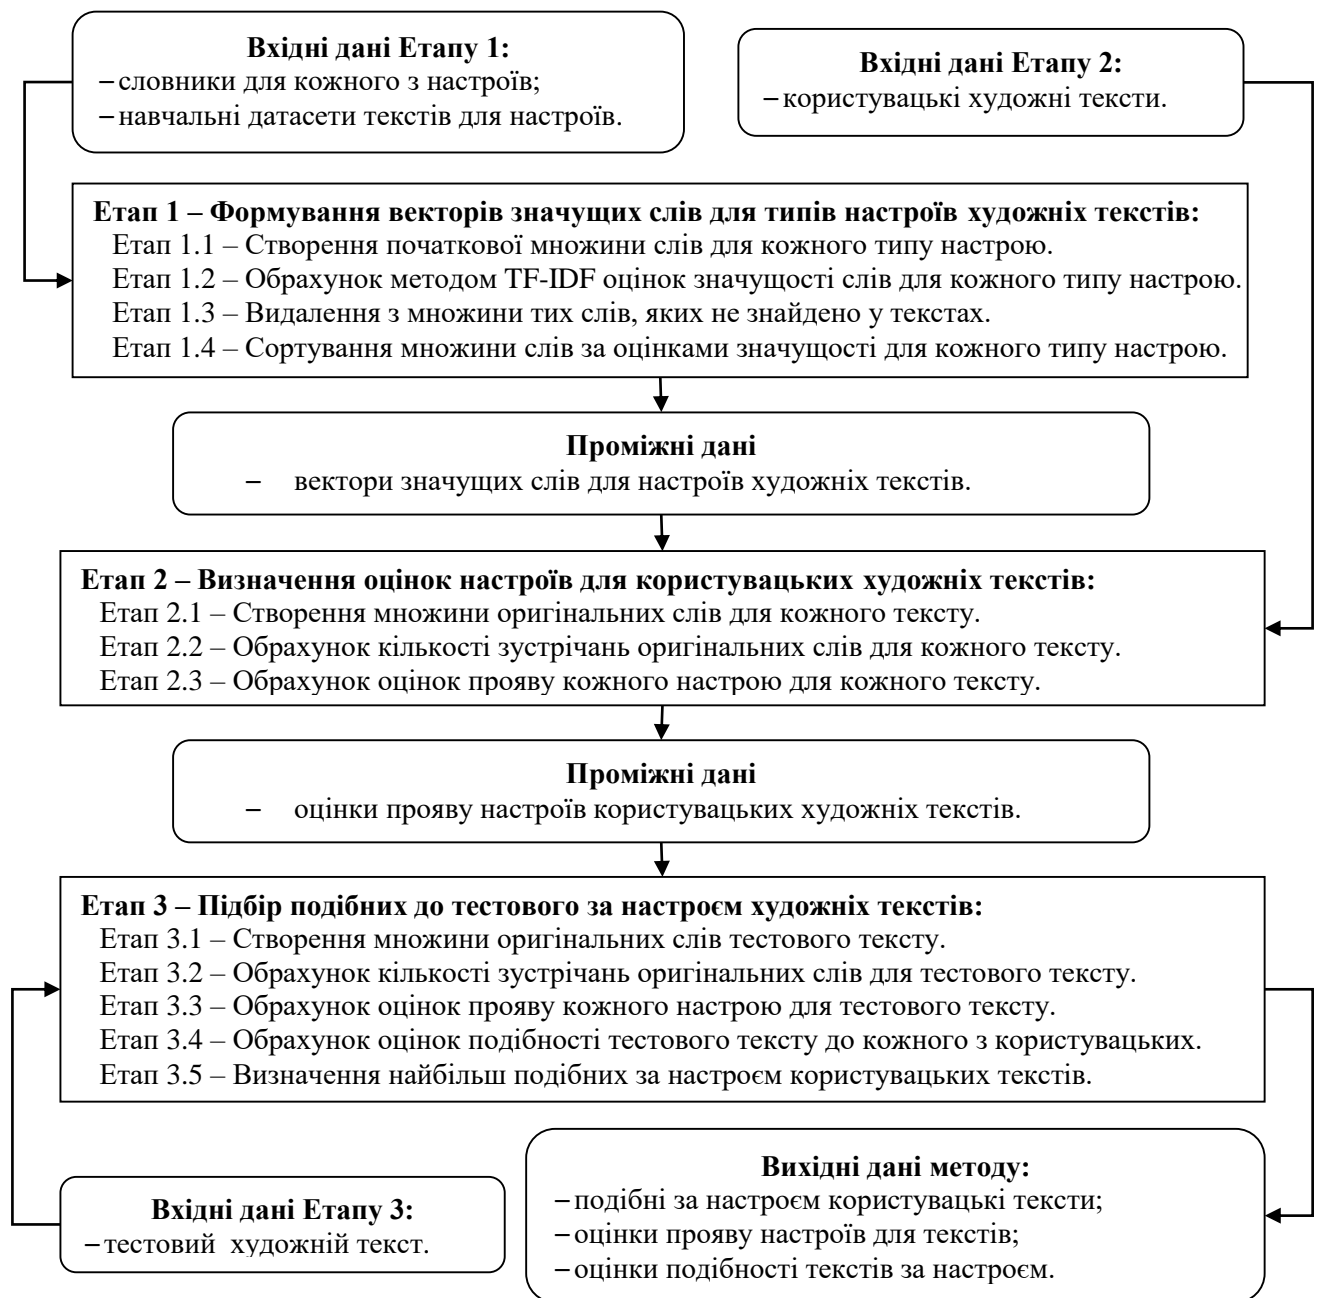 Вхідні дані Етапу 1:
– словники для кожного з настроїв;
– навчальні датасети текстів для настроїв.
Вхідні дані Етапу 2:
– користувацькі художні тексти.
Етап 1 – Формування векторів значущих слів для типів настроїв художніх текстів:
Етап 1.1 – Створення початкової множини слів для кожного типу настрою.
Етап 1.2 – Обрахунок методом TF-IDF оцінок значущості слів для кожного типу настрою.
Етап 1.3 – Видалення з множини тих слів, яких не знайдено у текстах.
Етап 1.4 – Сортування множини слів за оцінками значущості для кожного типу настрою.
Проміжні дані
– вектори значущих слів для настроїв художніх текстів.
Етап 2 – Визначення оцінок настроїв для користувацьких художніх текстів:
Етап 2.1 – Створення множини оригінальних слів для кожного тексту.
Етап 2.2 – Обрахунок кількості зустрічань оригінальних слів для кожного тексту.
Етап 2.3 – Обрахунок оцінок прояву кожного настрою для кожного тексту.
Проміжні дані
– оцінки прояву настроїв користувацьких художніх текстів.
Етап 3 – Підбір подібних до тестового за настроєм художніх текстів:
Етап 3.1 – Створення множини оригінальних слів тестового тексту.
Етап 3.2 – Обрахунок кількості зустрічань оригінальних слів для тестового тексту.
Етап 3.3 – Обрахунок оцінок прояву кожного настрою для тестового тексту.
Етап 3.4 – Обрахунок оцінок подібності тестового тексту до кожного з користувацьких.
Етап 3.5 – Визначення найбільш подібних за настроєм користувацьких текстів.
Вхідні дані Етапу 3:
– тестовий художній текст.
Вихідні дані методу:
– подібні за настроєм користувацькі тексти;
– оцінки прояву настроїв для текстів;
– оцінки подібності текстів за настроєм.